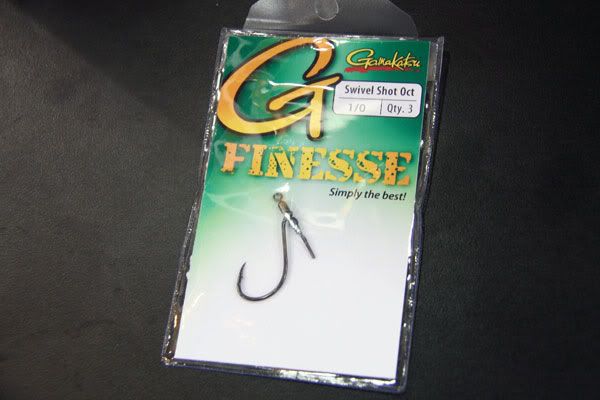 G
Gamakatsu
Swivel Shot Oct
1/0 Qty. 3
FINESSE
Simply the best!